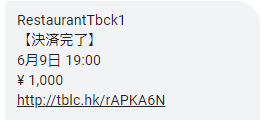 RestaurantTbck1
【決済完了】
6月9日 19:00
¥ 1,000
http://tblc.hk/rAPKA6N